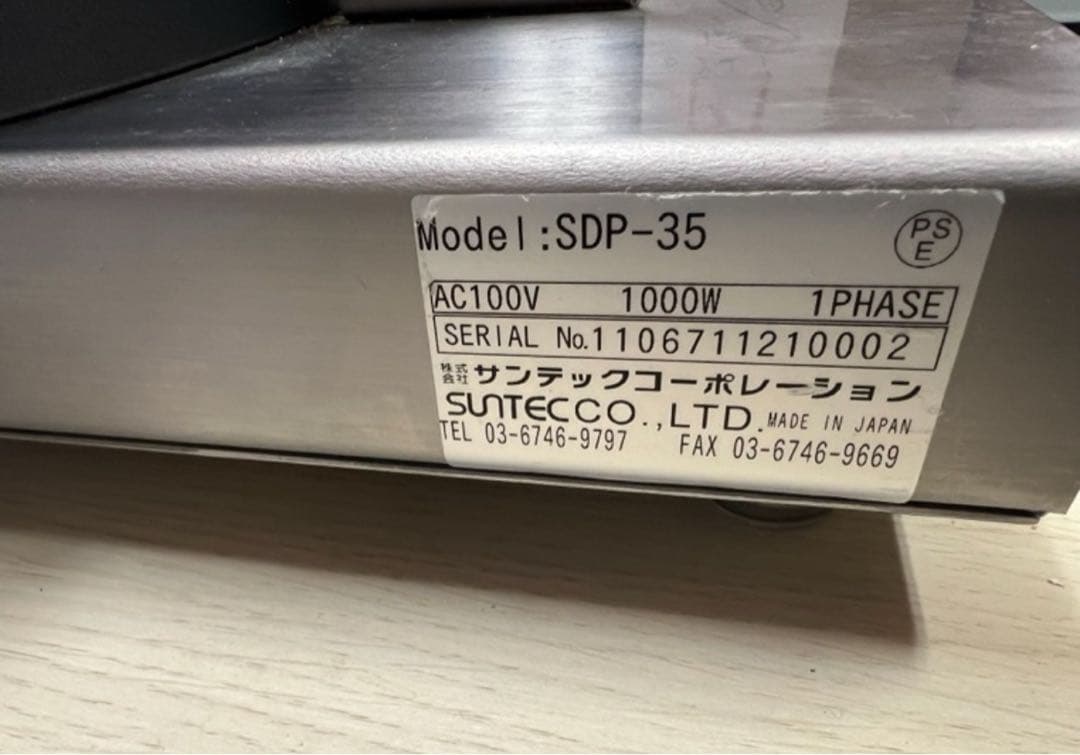 Model:SDP-35
PSE
AC100V 1000W 1PHASE
SERIAL No.1106711210002
株式会社サンテックコーポレーション
SUNTECCO.,LTD.MADE IN JAPAN
TEL 03-6746-9797 FAX 03-6746-9669